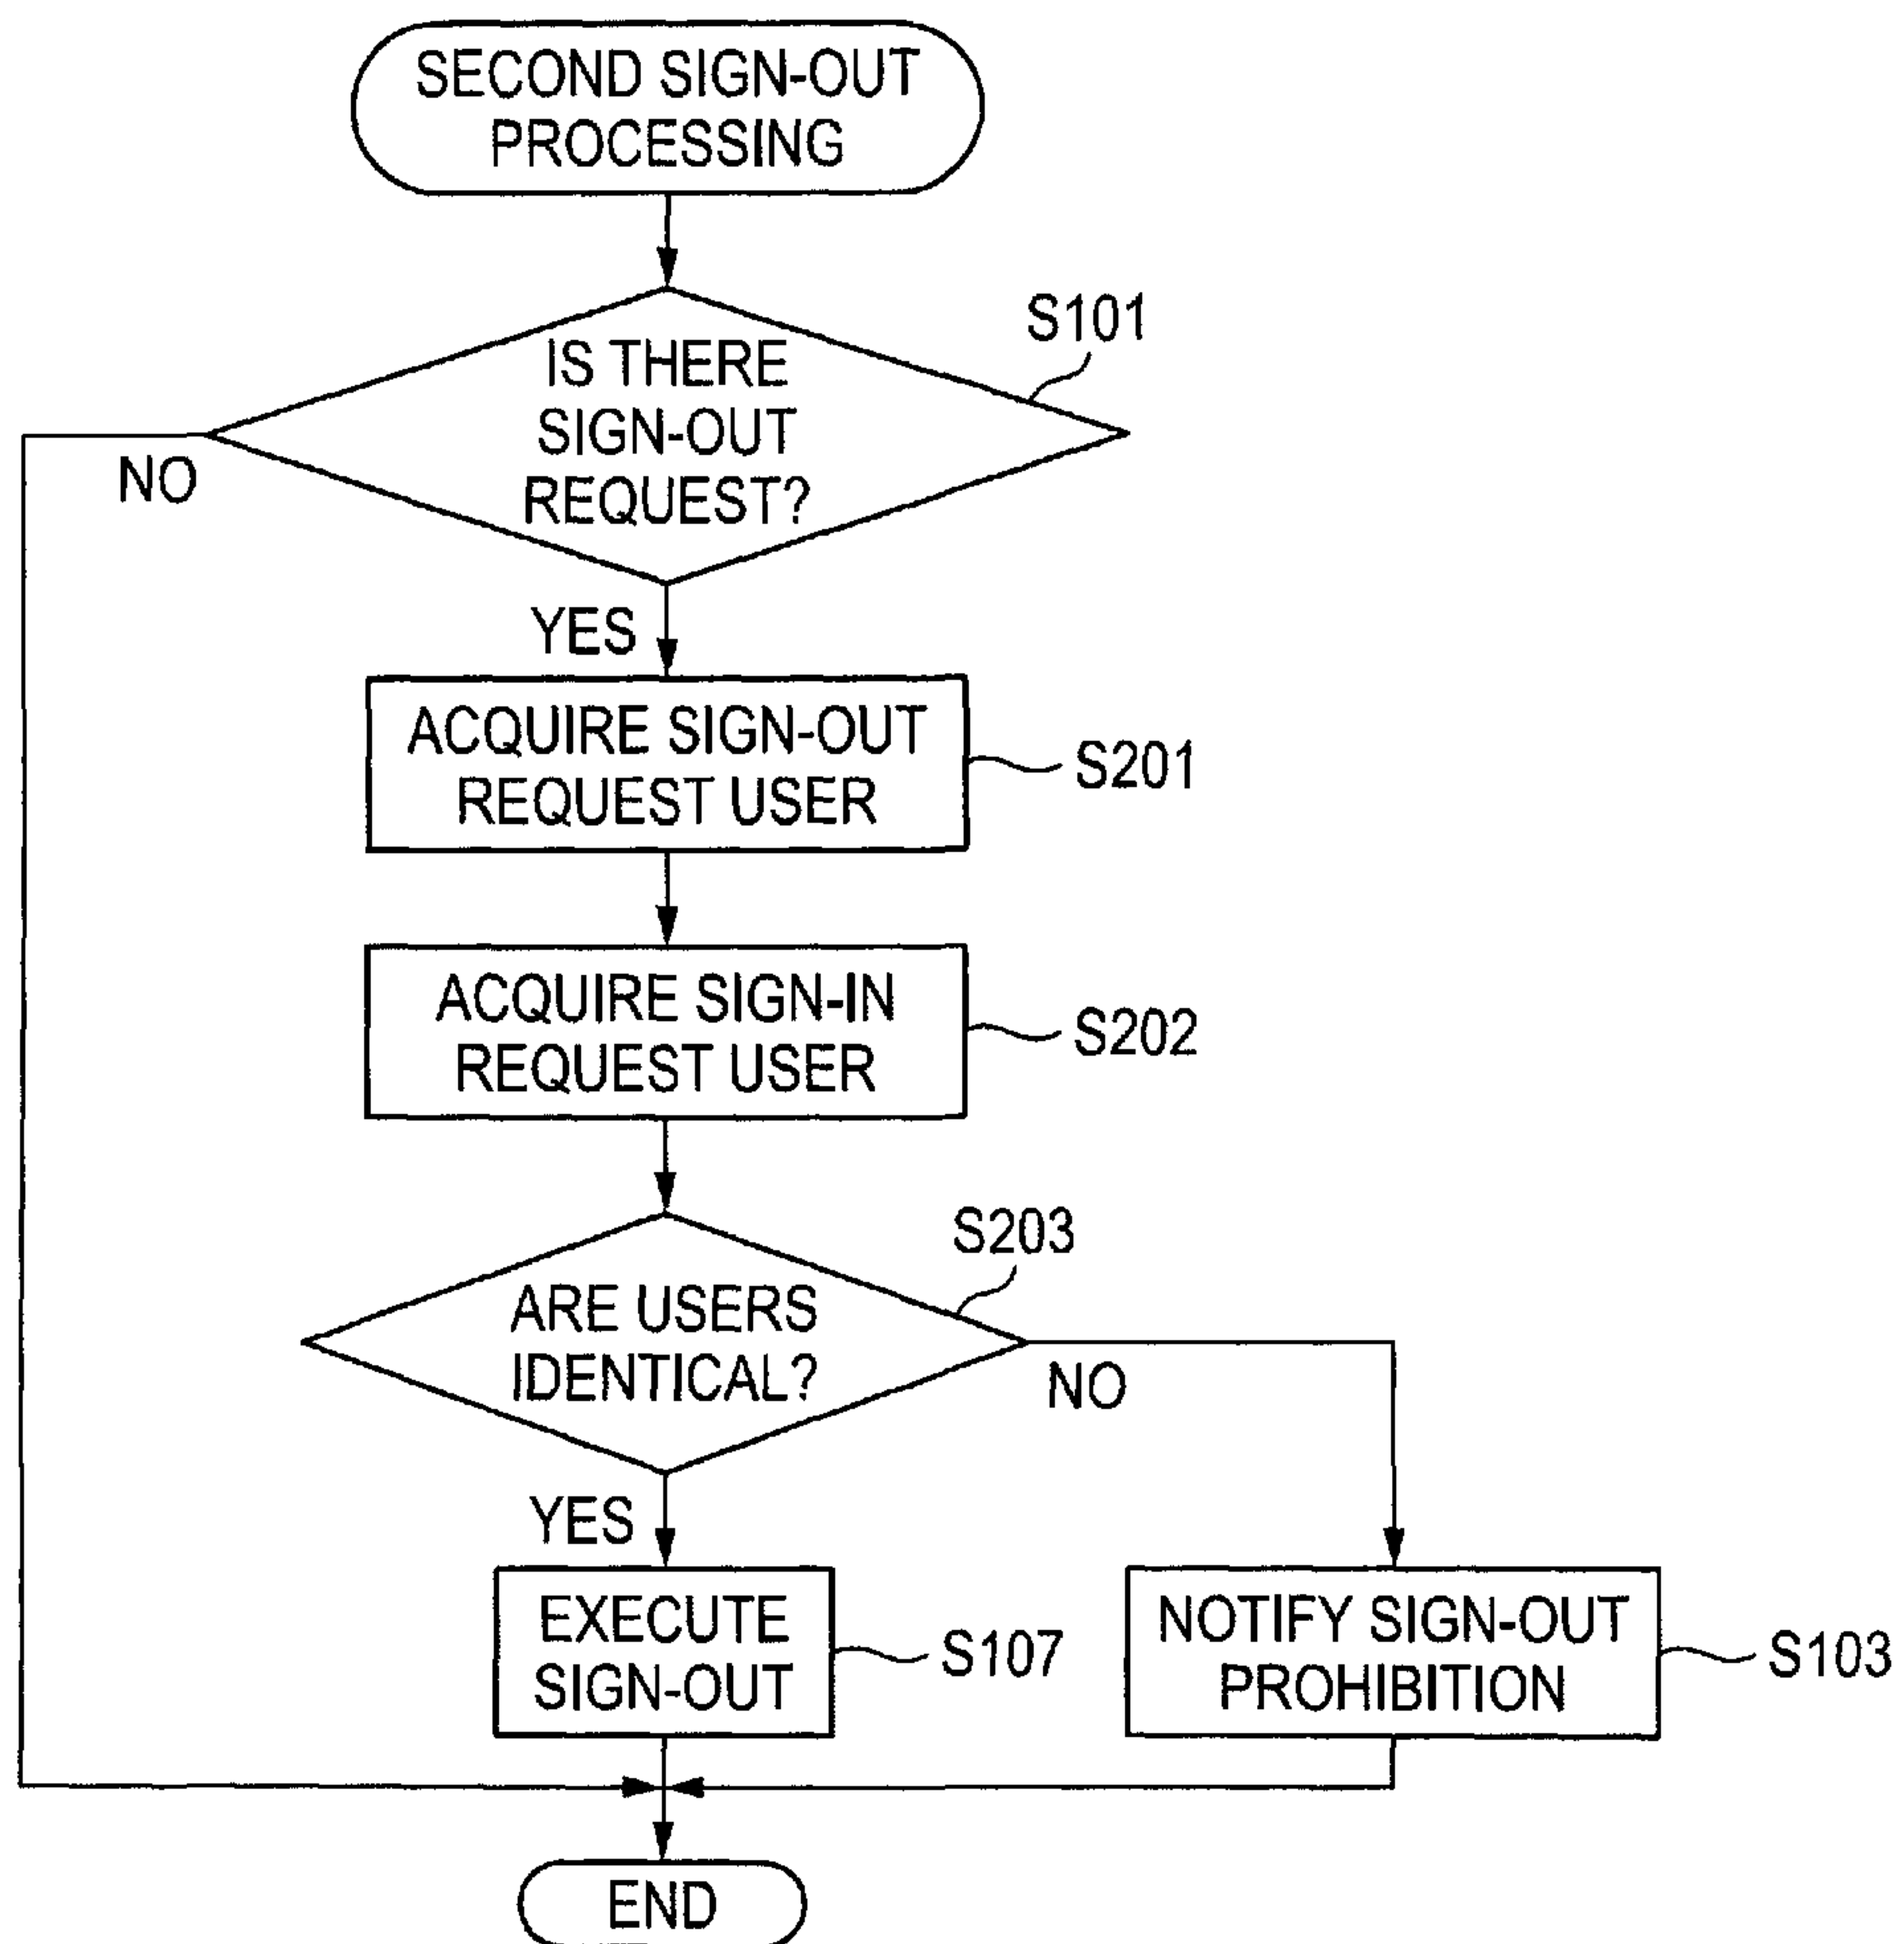 SECOND SIGN-OUT
PROCESSING
S101
IS THERE
SIGN-OUT
REQUEST?
NO
YES
ACQUIRE SIGN-OUT
REQUEST USER
S201
ACQUIRE SIGN-IN
REQUEST USER
S202
S203
ARE USERS
IDENTICAL?
NO
YES
EXECUTE
SIGN-OUT
S107
NOTIFY SIGN-OUT
PROHIBITION
S103
END